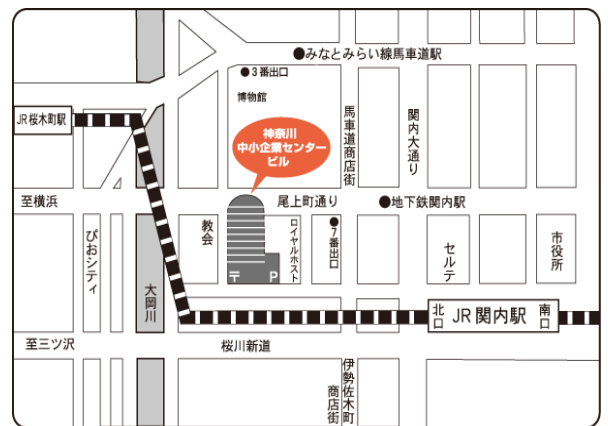 ●みなとみらい線馬車道駅
●3番出口
博物館
JR桜木町駅
神奈川
中小企業センター
ビル
馬車道商店街
関内大通り
至横浜
尾上町通り
●地下鉄関内駅
ぴおシティ
大岡川
教会
〒
P
ロイヤルホスト
●7番出口
セルテ
市役所
北口
JR関内駅
南口
至三ツ沢
桜川新道
伊勢佐木町
商店街